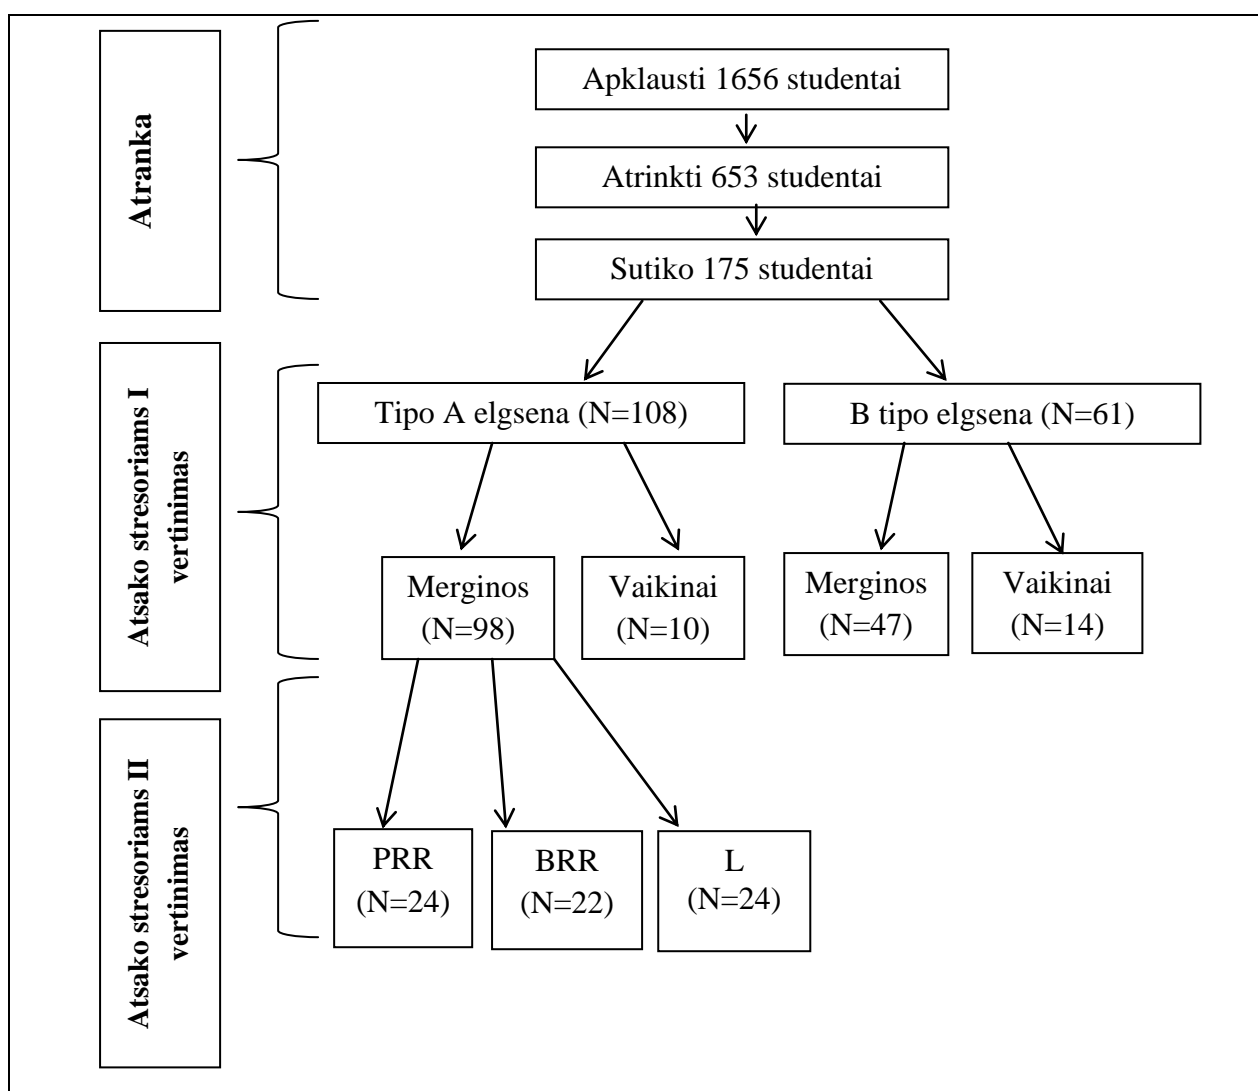 Atranka
Apklausti 1656 studentai
Atrinkti 653 studentai
Sutiko 175 studentai
Atsako stresoriams I
vertinimas
Tipo A elgsena (N=108)
B tipo elgsena (N=61)
Merginos
(N=98)
Vaikinai
(N=10)
Merginos
(N=47)
Vaikinai
(N=14)
Atsako stresoriams II
vertinimas
PRR
(N=24)
BRR
(N=22)
L
(N=24)